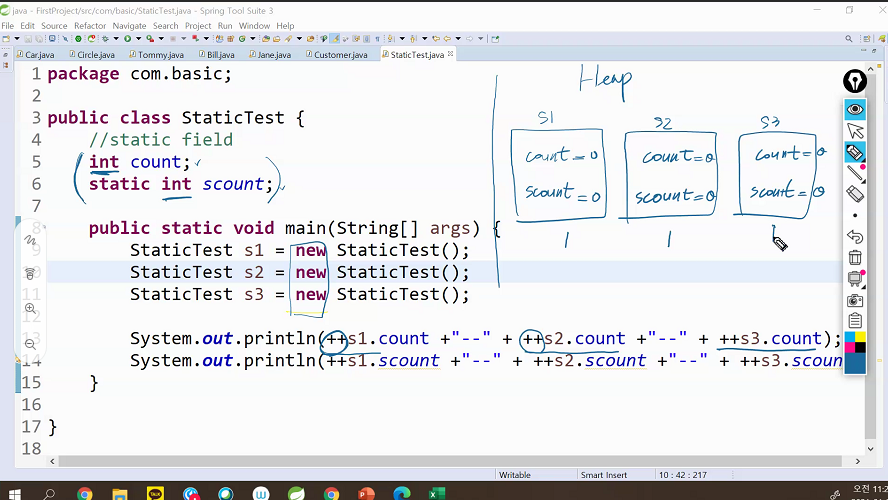 java - FirstProject/src/com/basic/StaticTest.java - Spring Tool Suite 3
File Edit Source Refactor Navigate Search Project Run Window Help
Car.java Circle.java Tommy.java Bill.java Jane.java Customer.java StaticTest.java
1 package com.basic;
2
3 public class StaticTest {
4 //static field
5 int count;
6 static int scount;
7
8 public static void main(String[] args) {
9 StaticTest s1 = new StaticTest();
10 StaticTest s2 = new StaticTest();
11 StaticTest s3 = new StaticTest();
12
13 System.out.println(++s1.count +"--" + ++s2.count +"--" + ++s3.count);
14 System.out.println(++s1.scount +"--" + ++s2.scount +"--" + ++s3.scoun
15 }
16
17 }
18
Heap
S1 S2 S3
count=0 count=0 count=0
scount=0 scount=0 scount=0
1 1
Writable Smart Insert 10 : 42 : 217
오전 11:2